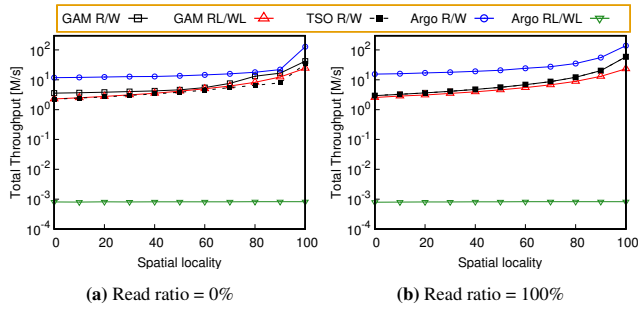 GAM R/W GAM RL/WL TSO R/W Argo R/W Argo RL/WL
Total Throughput [M/s]
10^2
10^1
10^0
10^-1
10^-2
10^-3
10^-4
0 20 40 60 80 100
Spatial locality
(a) Read ratio = 0%
Total Throughput [M/s]
10^2
10^1
10^0
10^-1
10^-2
10^-3
10^-4
0 20 40 60 80 100
Spatial locality
(b) Read ratio = 100%